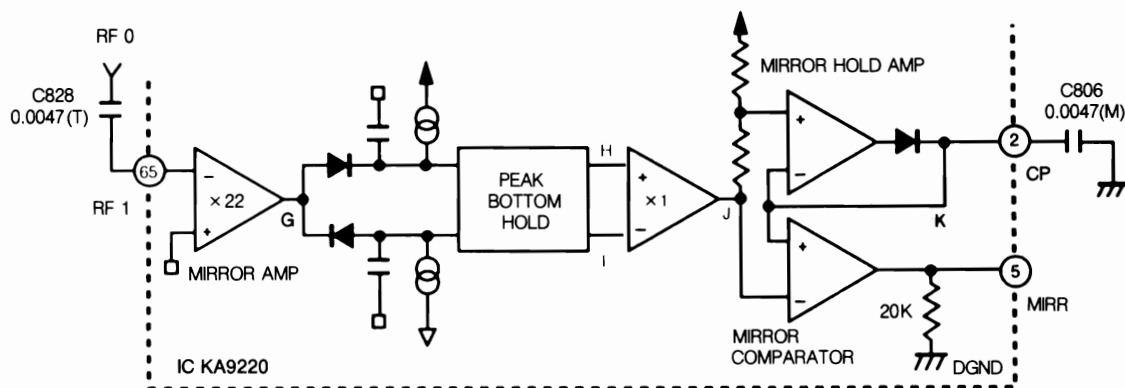 RF 0
C828
0.0047(T)
65
RF 1
−
× 22
+
MIRROR AMP
G
PEAK
BOTTOM
HOLD
H
I
+
× 1
−
J
MIRROR HOLD AMP
+
−
K
2
CP
C806
0.0047(M)
+
−
MIRROR
COMPARATOR
20K
5
MIRR
DGND
IC KA9220